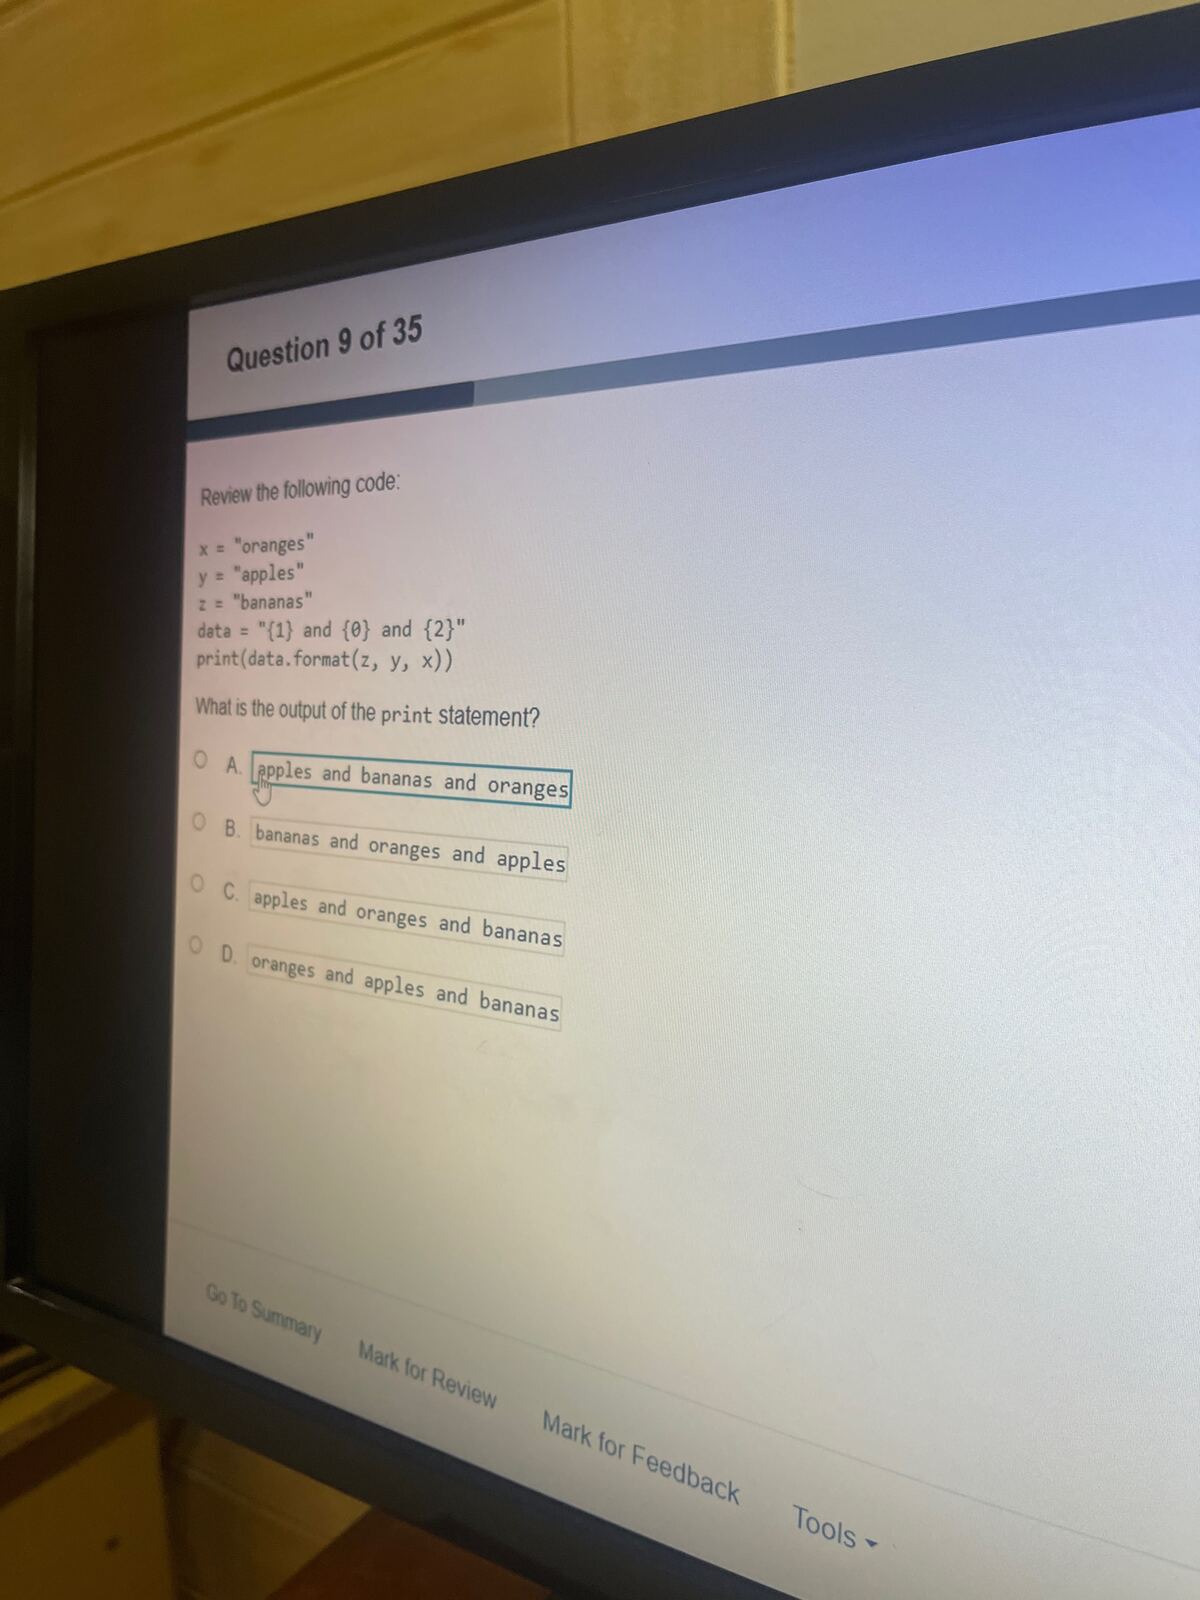 Question 9 of 35
Review the following code:
x = "oranges"
y = "apples"
z = "bananas"
data = "{1} and {0} and {2}"
print(data.format(z, y, x))
What is the output of the print statement?
A. apples and bananas and oranges
B. bananas and oranges and apples
C. apples and oranges and bananas
D. oranges and apples and bananas
Go To Summary Mark for Review Mark for Feedback Tools